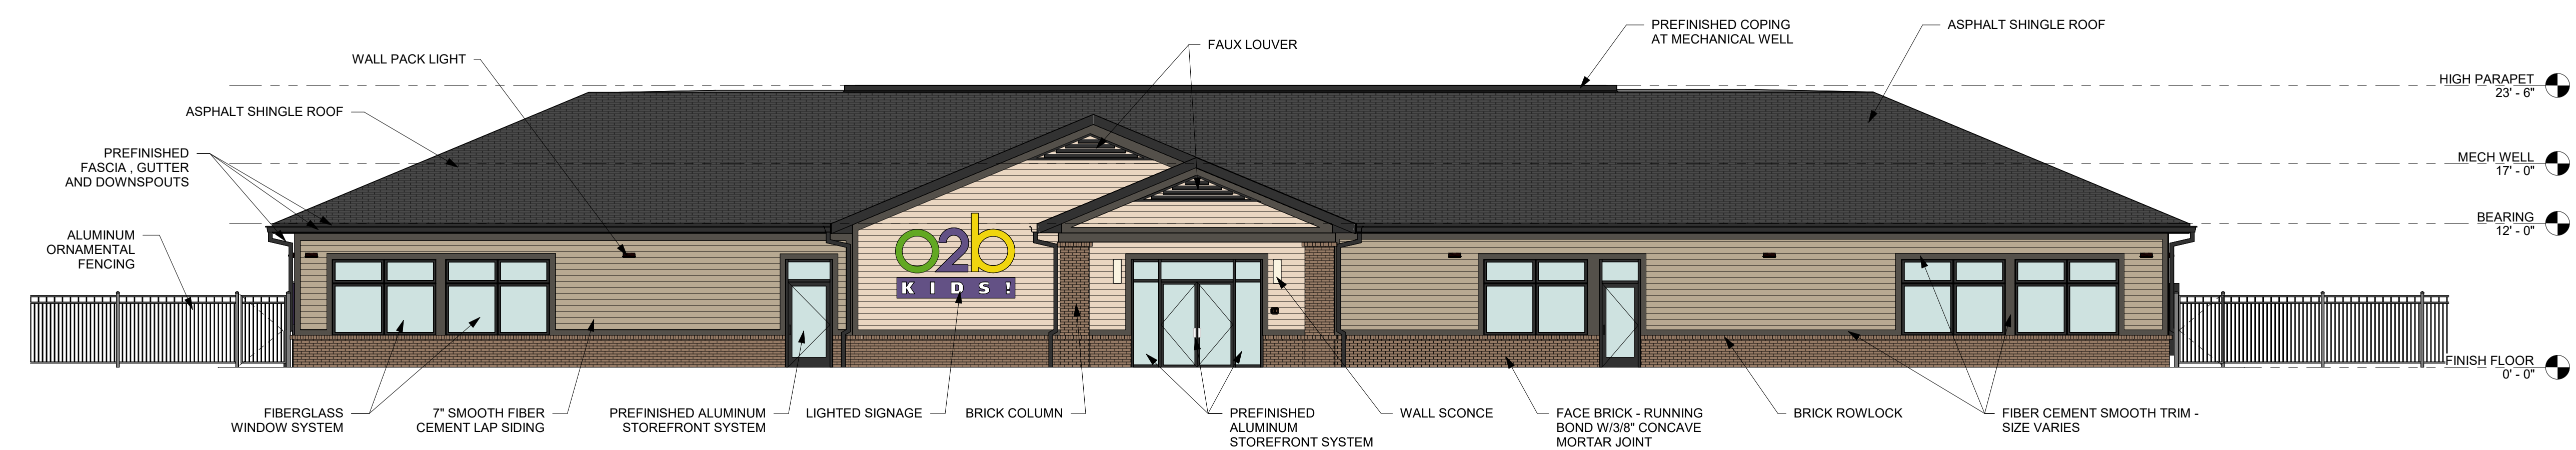 PREFINISHED COPING
AT MECHANICAL WELL
ASPHALT SHINGLE ROOF
FAUX LOUVER
WALL PACK LIGHT
HIGH PARAPET
23' - 6"
ASPHALT SHINGLE ROOF
PREFINISHED
FASCIA , GUTTER
AND DOWNSPOUTS
MECH WELL
17' - 0"
BEARING
12' - 0"
ALUMINUM
ORNAMENTAL
FENCING
o2b
KIDS!
FINISH FLOOR
0' - 0"
FIBERGLASS
WINDOW SYSTEM
7" SMOOTH FIBER
CEMENT LAP SIDING
PREFINISHED ALUMINUM
STOREFRONT SYSTEM
LIGHTED SIGNAGE
BRICK COLUMN
PREFINISHED
ALUMINUM
STOREFRONT SYSTEM
WALL SCONCE
FACE BRICK - RUNNING
BOND W/3/8" CONCAVE
MORTAR JOINT
BRICK ROWLOCK
FIBER CEMENT SMOOTH TRIM -
SIZE VARIES